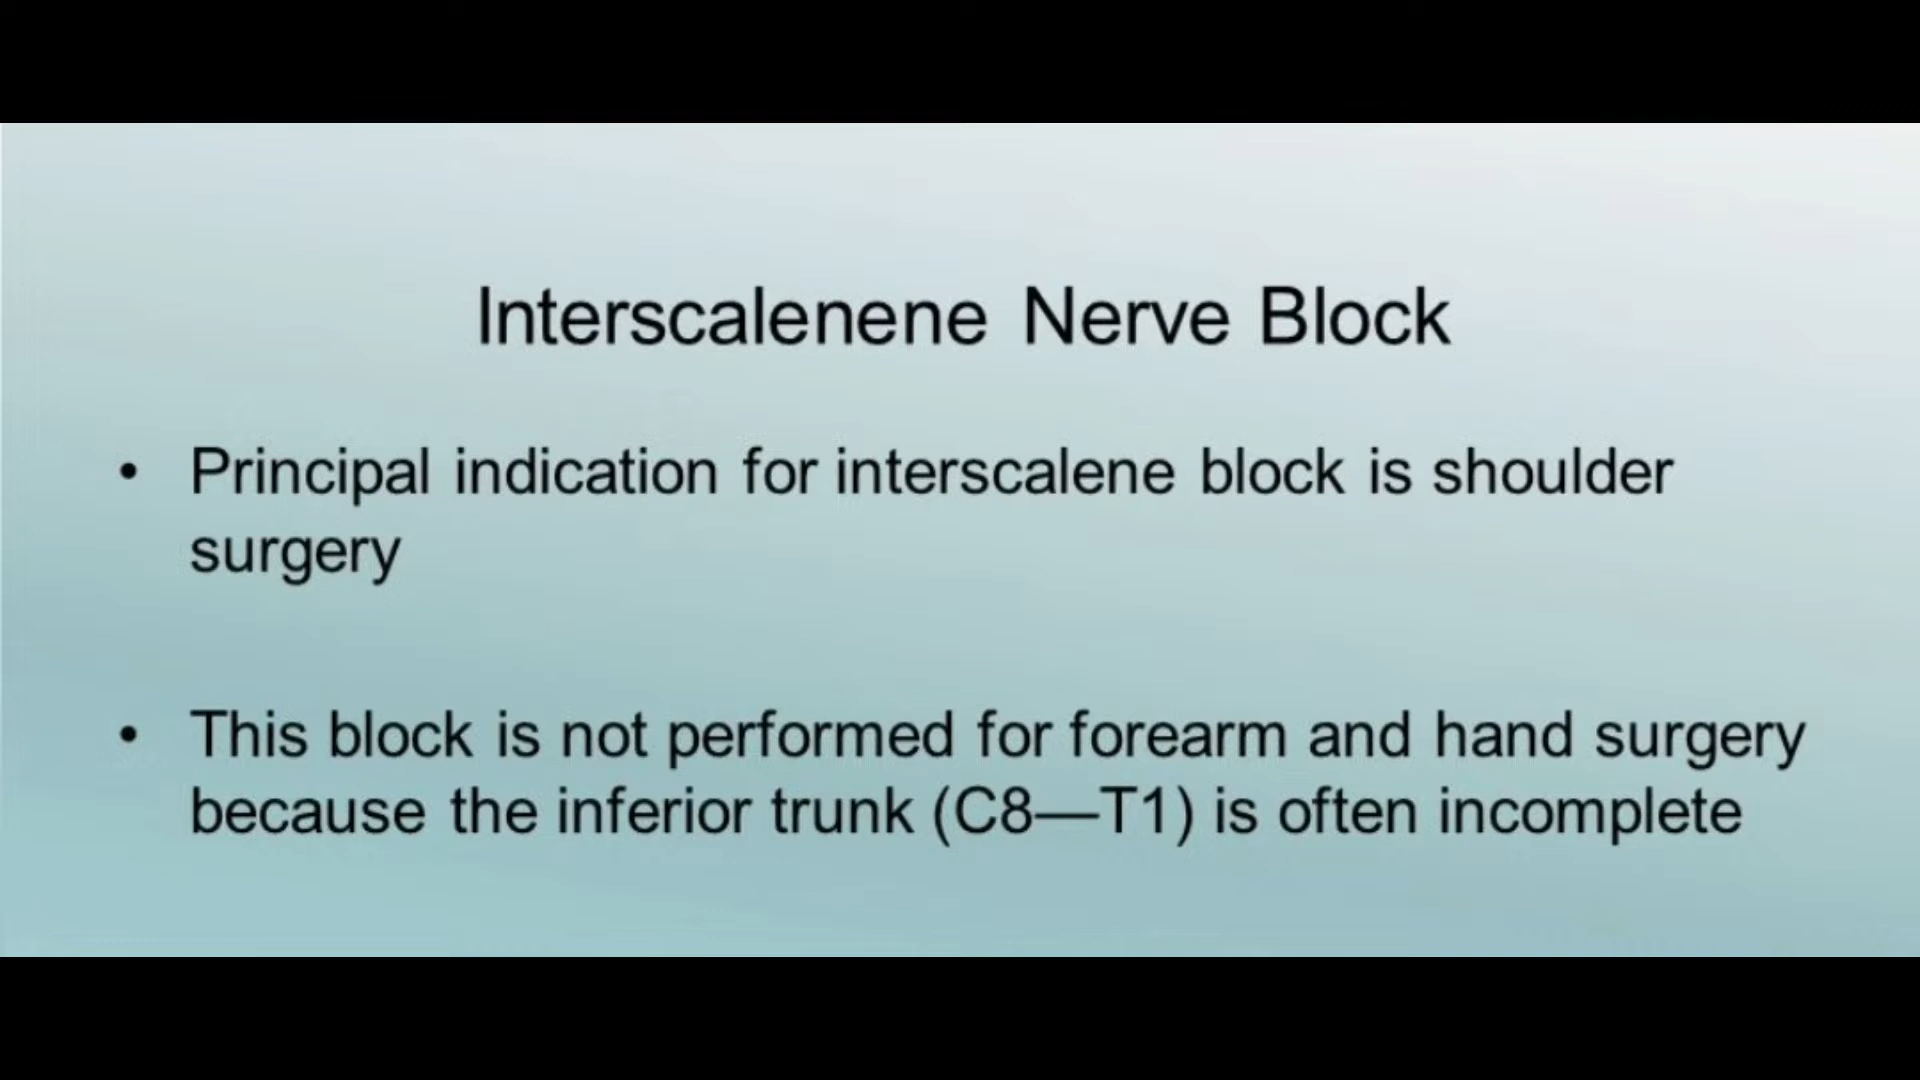 Interscalenene Nerve Block
• Principal indication for interscalene block is shoulder
surgery
• This block is not performed for forearm and hand surgery
because the inferior trunk (C8—T1) is often incomplete